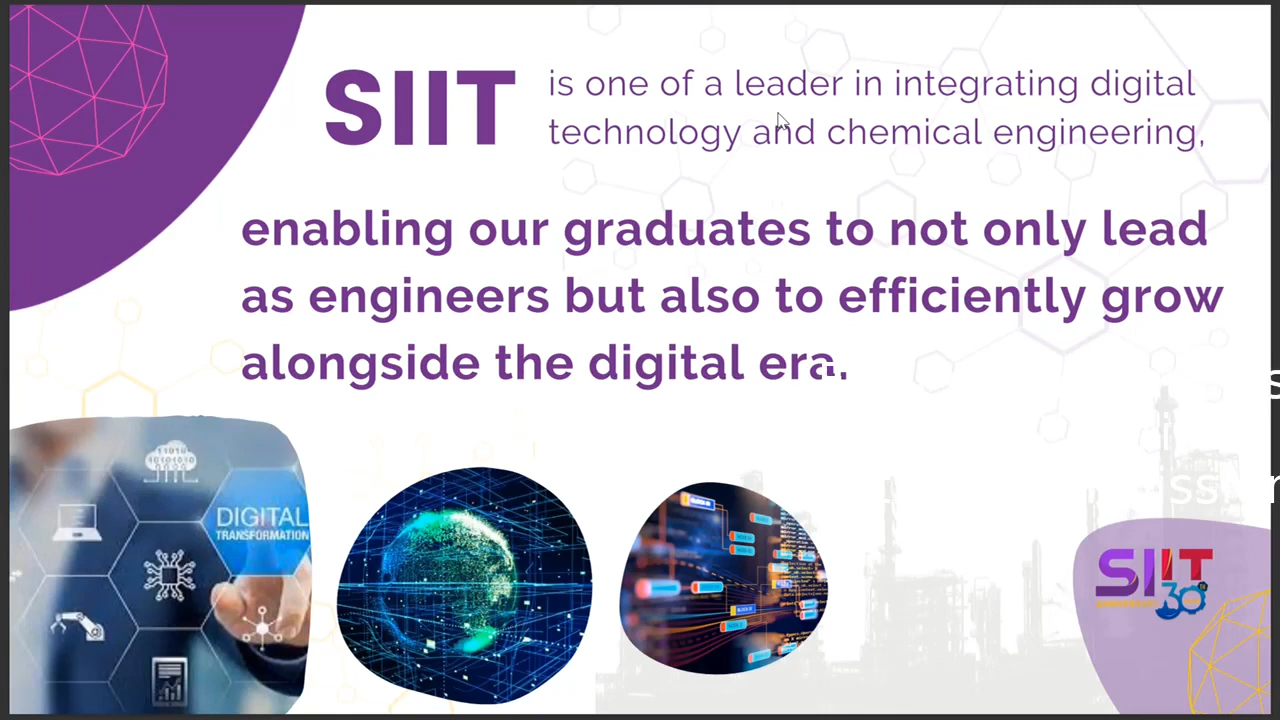 SIIT is one of a leader in integrating digital
technology and chemical engineering,
enabling our graduates to not only lead
as engineers but also to efficiently grow
alongside the digital era.
DIGITAL
TRANSFORMATION
SIIT
30